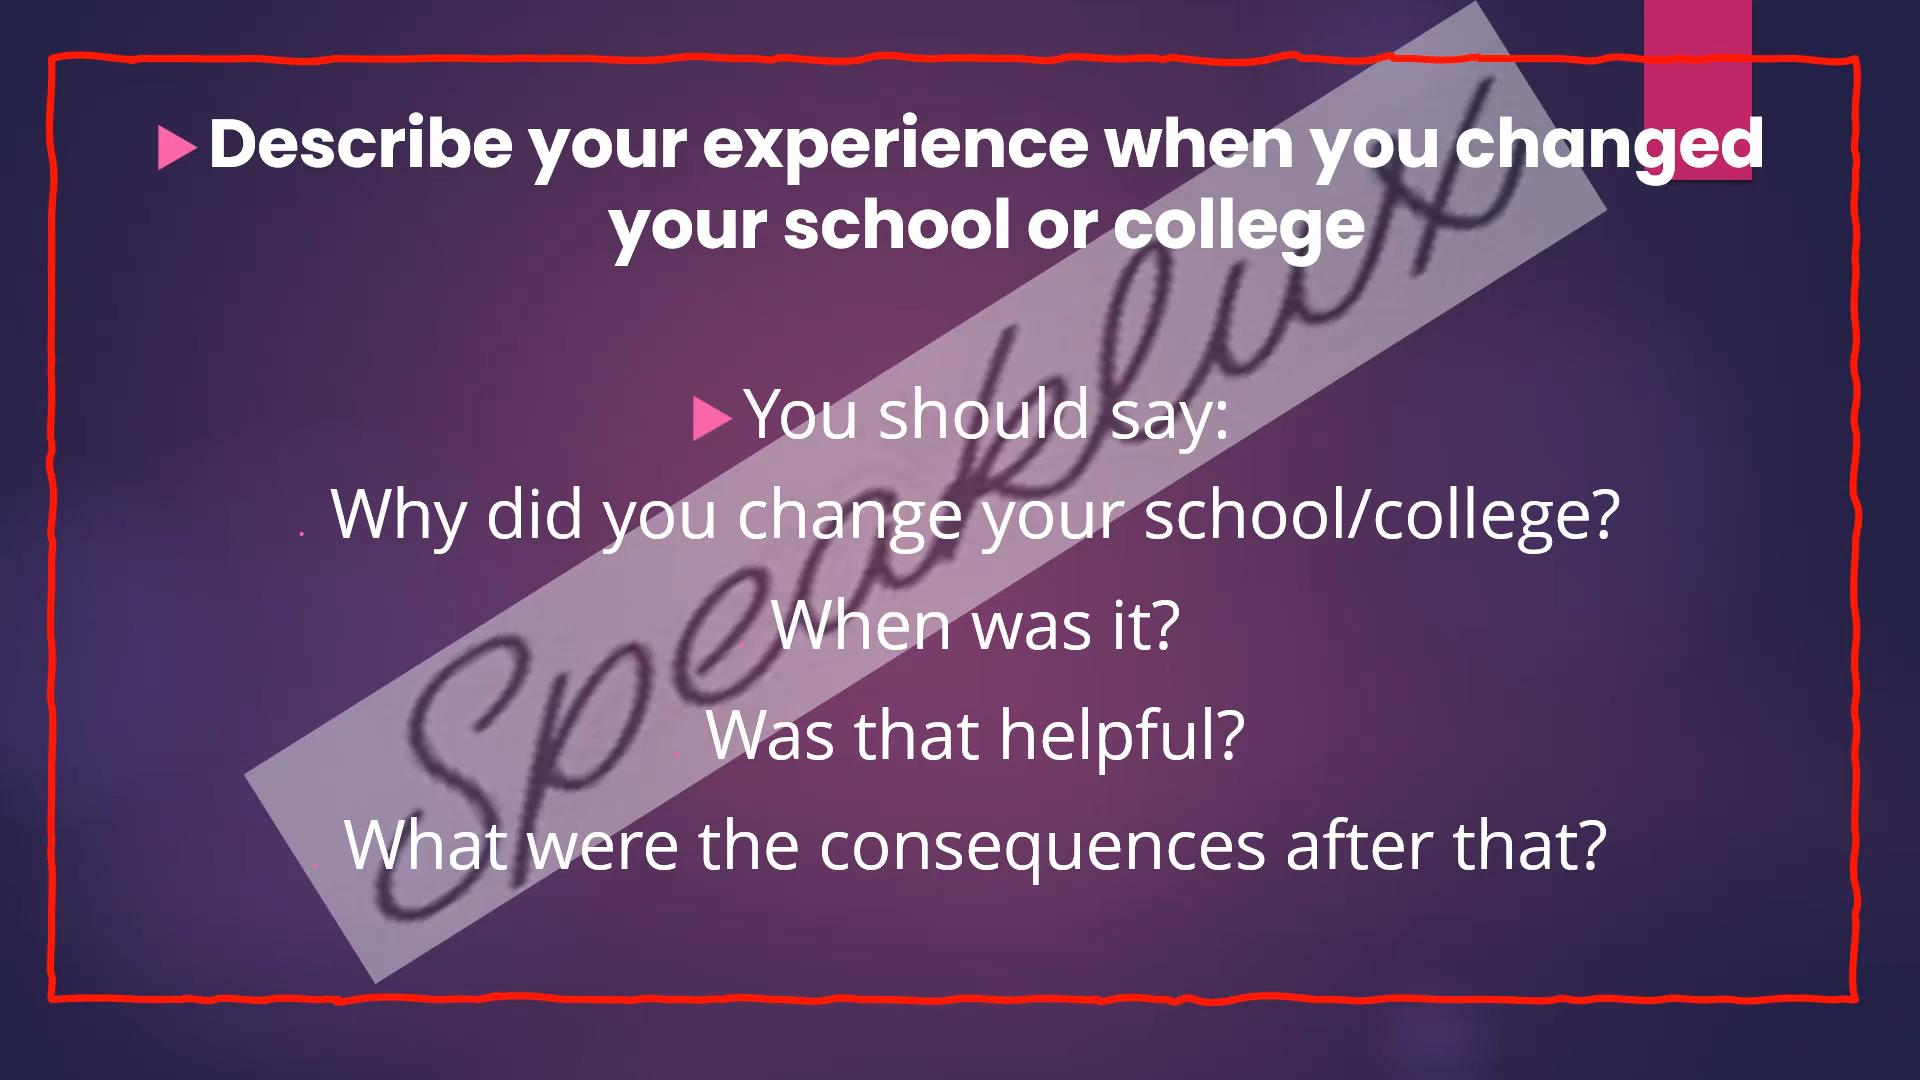 Describe your experience when you changed
your school or college
You should say:
Why did you change your school/college?
When was it?
Was that helpful?
What were the consequences after that?
Speakluxx